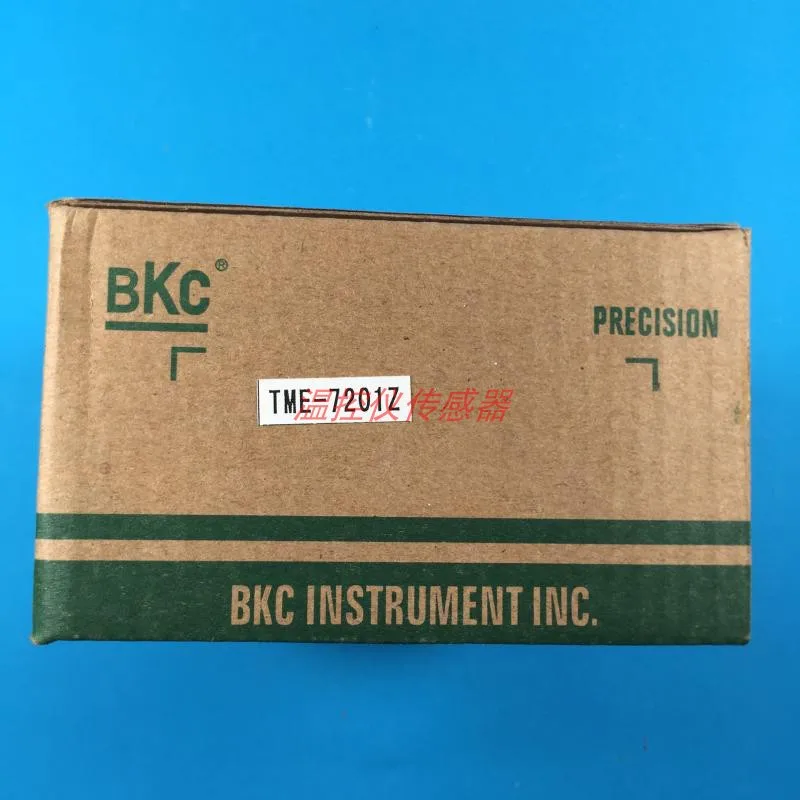 BKC®
PRECISION
TME-7201Z
温控仪传感器
BKC INSTRUMENT INC.